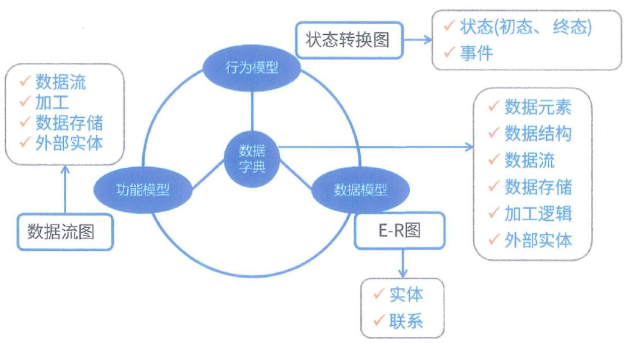 状态转换图
✓ 状态(初态、终态)
✓ 事件
行为模型
✓ 数据流
✓ 加工
✓ 数据存储
✓ 外部实体
数据
字典
✓ 数据元素
✓ 数据结构
✓ 数据流
✓ 数据存储
✓ 加工逻辑
✓ 外部实体
功能模型
数据模型
数据流图
E-R图
✓ 实体
✓ 联系